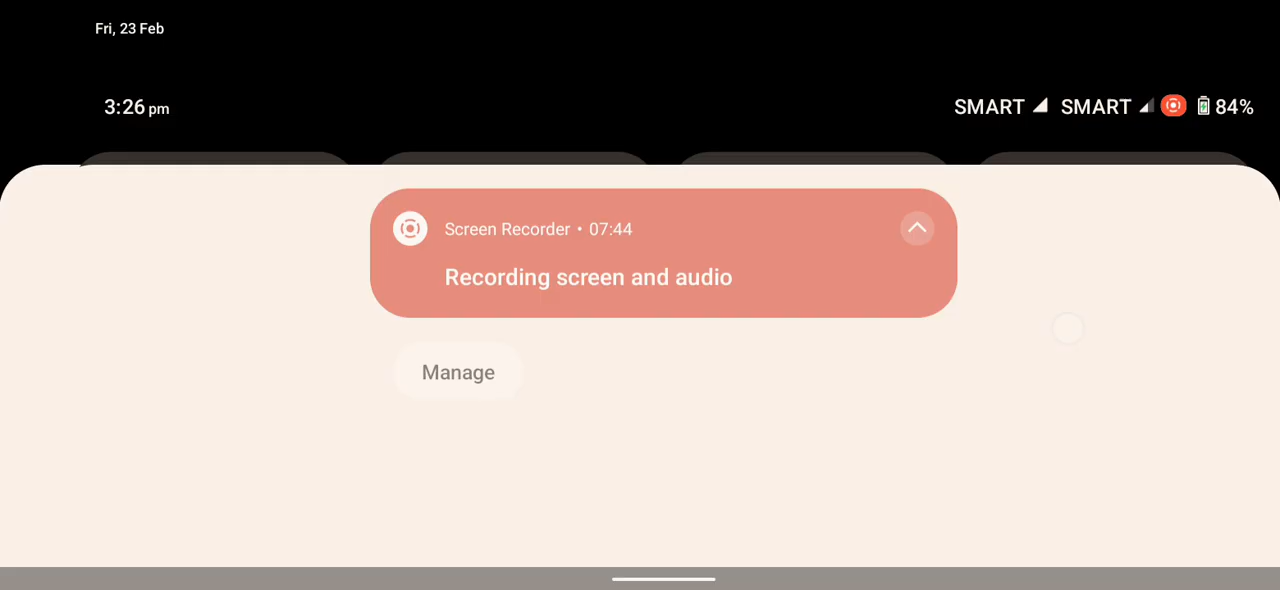 Fri, 23 Feb
3:26 pm
SMART SMART 84%
Screen Recorder • 07:44
Recording screen and audio
Manage